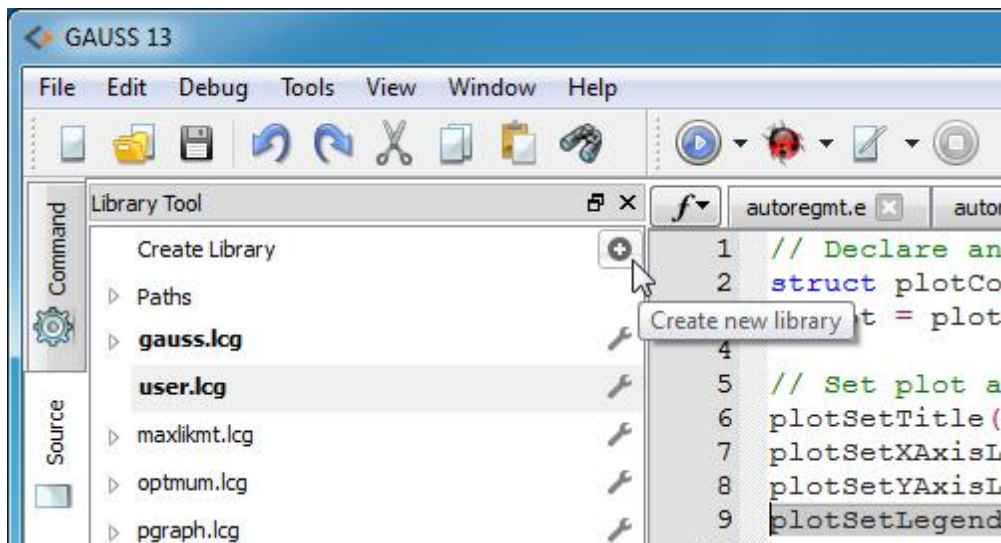 GAUSS 13
File Edit Debug Tools View Window Help
Command
Source
Library Tool
Create Library
Paths
gauss.lcg
user.lcg
maxlikmt.lcg
optmum.lcg
pgraph.lcg
Create new library
f
autoregmt.e
1 // Declare an
2 struct plotCo
t = plot
4
5 // Set plot a
6 plotSetTitle(
7 plotSetXAxisL
8 plotSetYAxisL
9 plotSetLegend